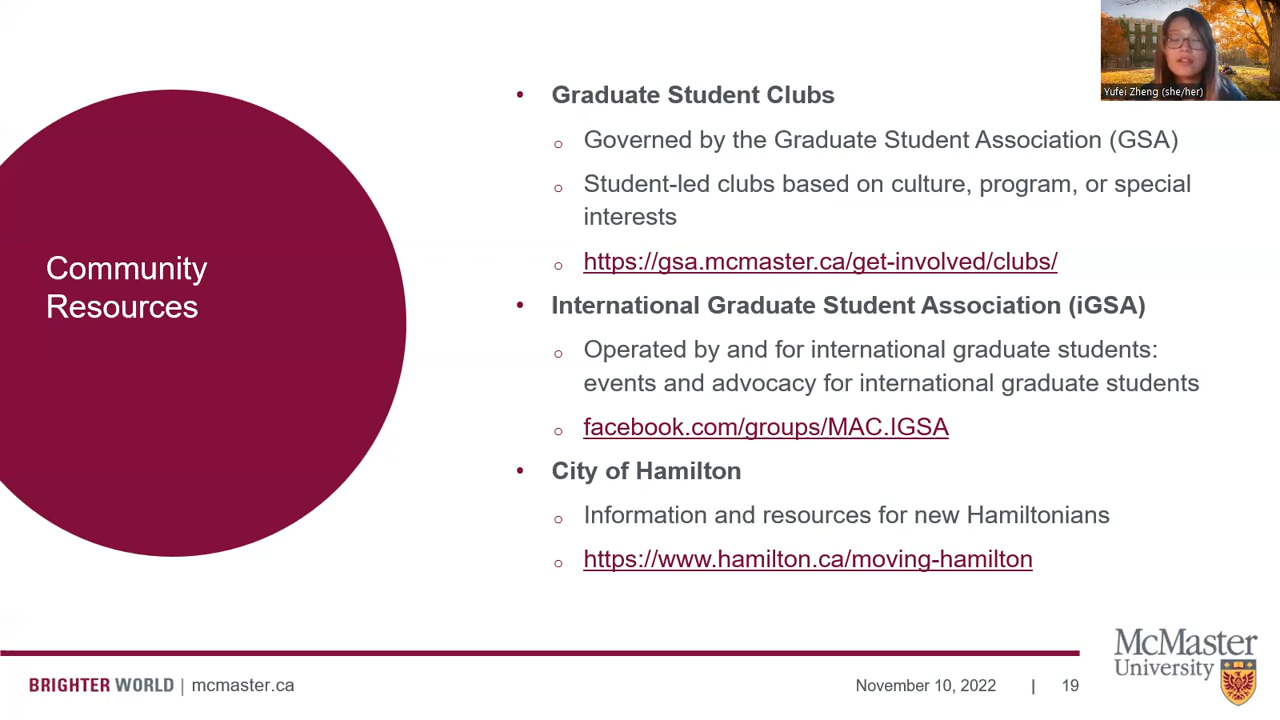 Yufei Zheng (she/her)
Community
Resources
• Graduate Student Clubs
o Governed by the Graduate Student Association (GSA)
o Student-led clubs based on culture, program, or special
interests
o https://gsa.mcmaster.ca/get-involved/clubs/
• International Graduate Student Association (iGSA)
o Operated by and for international graduate students:
events and advocacy for international graduate students
o facebook.com/groups/MAC.IGSA
• City of Hamilton
o Information and resources for new Hamiltonians
o https://www.hamilton.ca/moving-hamilton
BRIGHTER WORLD | mcmaster.ca
November 10, 2022 | 19
McMaster
University